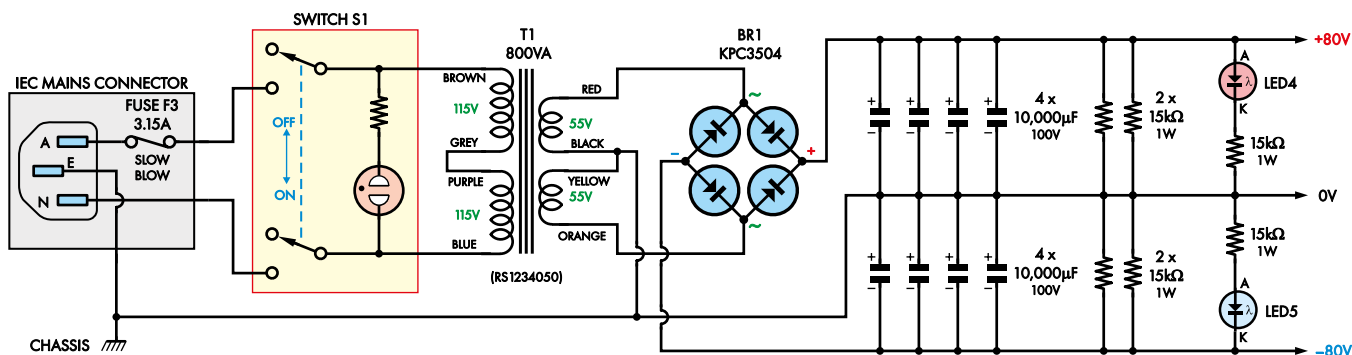 SWITCH S1
T1
800VA
BR1
KPC3504
+80V
IEC MAINS CONNECTOR
FUSE F3
3.15A
SLOW
BLOW
A
E
N
OFF
ON
BROWN
115V
GREY
PURPLE
115V
BLUE
RED
55V
BLACK
YELLOW
55V
ORANGE
(RS1234050)
~
–
+
~
+
–
+
–
+
–
+
–
4 x
10,000µF
100V
2 x
15kΩ
1W
A
λ
K
LED4
15kΩ
1W
0V
+
–
+
–
+
–
+
–
4 x
10,000µF
100V
2 x
15kΩ
1W
15kΩ
1W
A
λ
K
LED5
–80V
CHASSIS